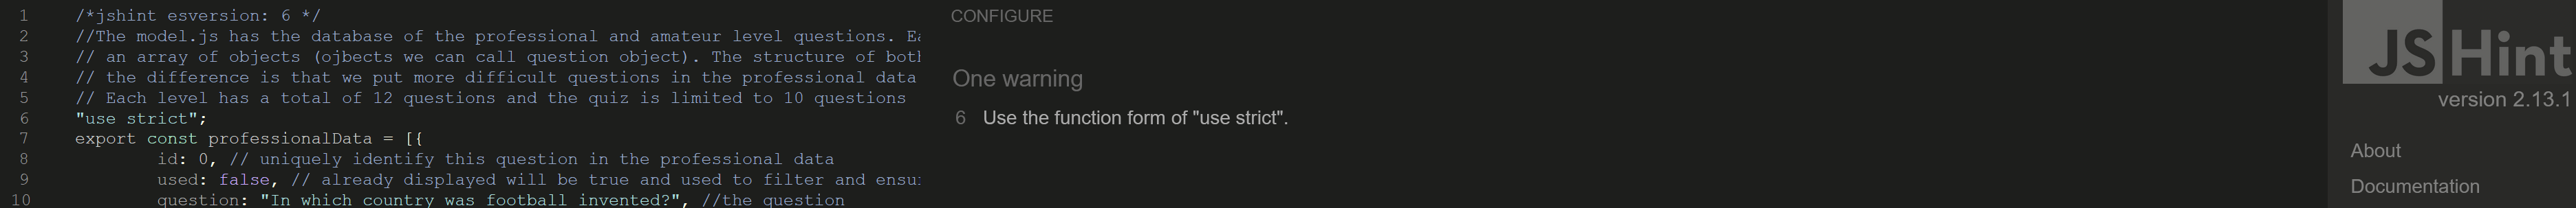 1 /*jshint esversion: 6 */
2 //The model.js has the database of the professional and amateur level questions.
3 // an array of objects (ojbects we can call question object). The structure of
4 // the difference is that we put more difficult questions in the professional data
5 // Each level has a total of 12 questions and the quiz is limited to 10 questions
6 "use strict";
7 export const professionalData = [{
8 id: 0, // uniquely identify this question in the professional data
9 used: false, // already displayed will be true and used to filter and
10 question: "In which country was football invented?", //the question
CONFIGURE
One warning
6 Use the function form of "use strict".
JSHint
version 2.13.1
About
Documentation